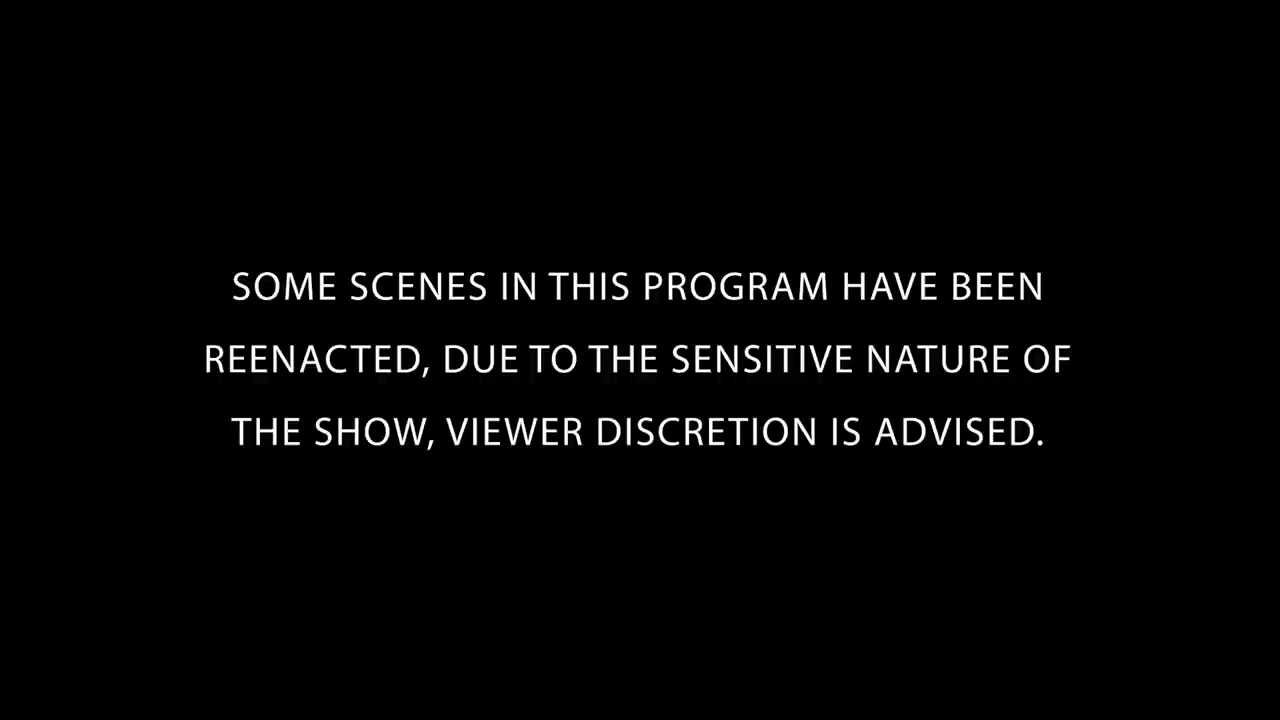 SOME SCENES IN THIS PROGRAM HAVE BEEN
REENACTED, DUE TO THE SENSITIVE NATURE OF
THE SHOW, VIEWER DISCRETION IS ADVISED.